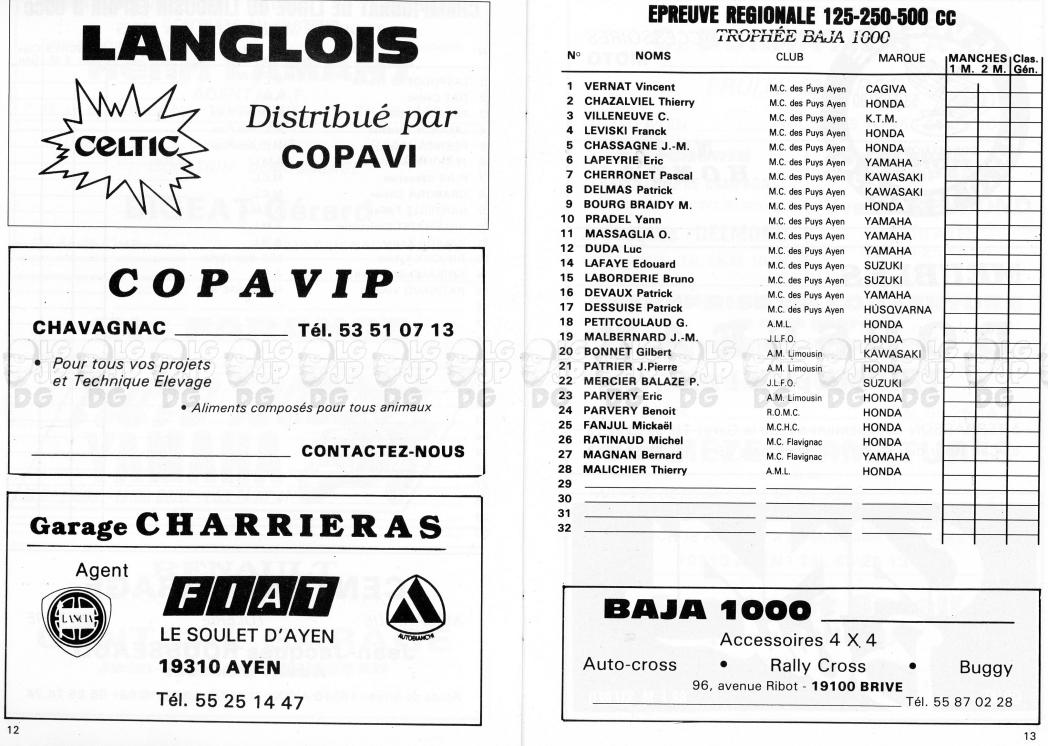 LANGLOIS
CELTIC
Distribué par
COPAVI
COPAVIP
CHAVAGNAC Tél. 53 51 07 13
• Pour tous vos projets
et Technique Elevage
• Aliments composés pour tous animaux
CONTACTEZ-NOUS
Garage CHARRIERAS
Agent
LANCIA
FIAT
AUTOBIANCHI
LE SOULET D'AYEN
19310 AYEN
Tél. 55 25 14 47
12
EPREUVE REGIONALE 125-250-500 CC
TROPHÉE BAJA 1000
N° NOMS CLUB MARQUE MANCHES Clas.
1 M. 2 M. Gén.
1 VERNAT Vincent M.C. des Puys Ayen CAGIVA
2 CHAZALVIEL Thierry M.C. des Puys Ayen HONDA
3 VILLENEUVE C. M.C. des Puys Ayen K.T.M.
4 LEVISKI Franck M.C. des Puys Ayen HONDA
5 CHASSAGNE J.-M. M.C. des Puys Ayen HONDA
6 LAPEYRIE Eric M.C. des Puys Ayen YAMAHA
7 CHERRONET Pascal M.C. des Puys Ayen KAWASAKI
8 DELMAS Patrick M.C. des Puys Ayen KAWASAKI
9 BOURG BRAIDY M. M.C. des Puys Ayen HONDA
10 PRADEL Yann M.C. des Puys Ayen YAMAHA
11 MASSAGLIA O. M.C. des Puys Ayen YAMAHA
12 DUDA Luc M.C. des Puys Ayen YAMAHA
14 LAFAYE Edouard M.C. des Puys Ayen SUZUKI
15 LABORDERIE Bruno M.C. des Puys Ayen SUZUKI
16 DEVAUX Patrick M.C. des Puys Ayen YAMAHA
17 DESSUISE Patrick M.C. des Puys Ayen HUSQVARNA
18 PETITCOULAUD G. A.M.L. HONDA
19 MALBERNARD J.-M. J.L.F.O. HONDA
20 BONNET Gilbert A.M. Limousin KAWASAKI
21 PATRIER J.Pierre A.M. Limousin HONDA
22 MERCIER BALAZE P. J.L.F.O. SUZUKI
23 PARVERY Eric A.M. Limousin HONDA
24 PARVERY Benoit R.O.M.C. HONDA
25 FANJUL Mickaël M.C.H.C. HONDA
26 RATINAUD Michel M.C. Flavignac HONDA
27 MAGNAN Bernard M.C. Flavignac YAMAHA
28 MALICHIER Thierry A.M.L. HONDA
29
30
31
32
BAJA 1000
Accessoires 4 X 4
Auto-cross • Rally Cross • Buggy
96, avenue Ribot - 19100 BRIVE
Tél. 55 87 02 28
13